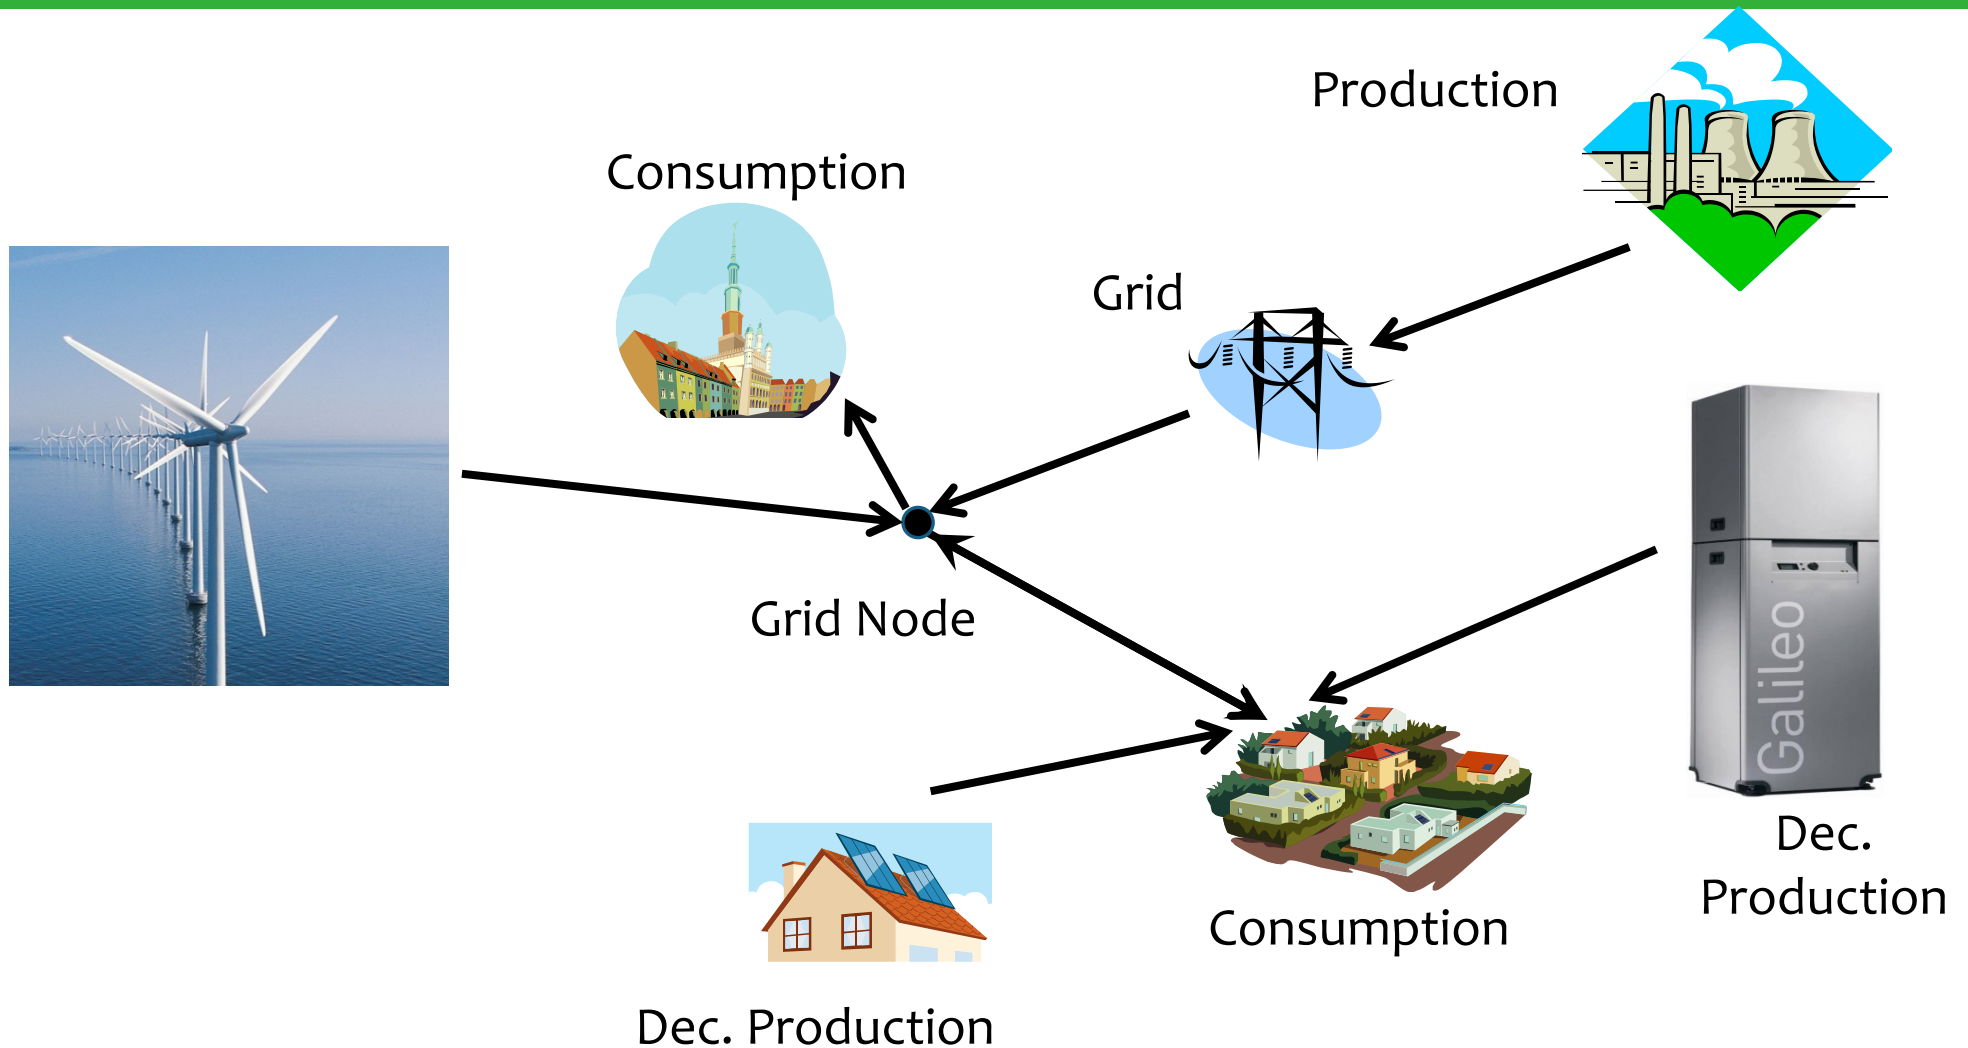 Production
Consumption
Grid
Grid Node
Galileo
Dec.
Production
Consumption
Dec. Production